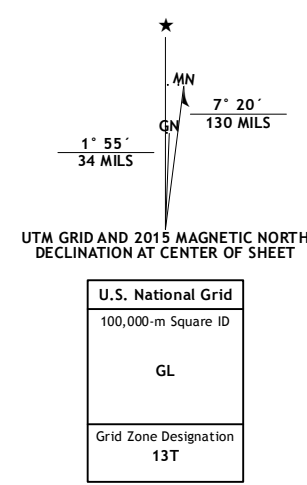 ★
MN
7° 20´
130 MILS
GN
1° 55´
34 MILS
UTM GRID AND 2015 MAGNETIC NORTH
DECLINATION AT CENTER OF SHEET
U.S. National Grid
100,000-m Square ID
GL
Grid Zone Designation
13T